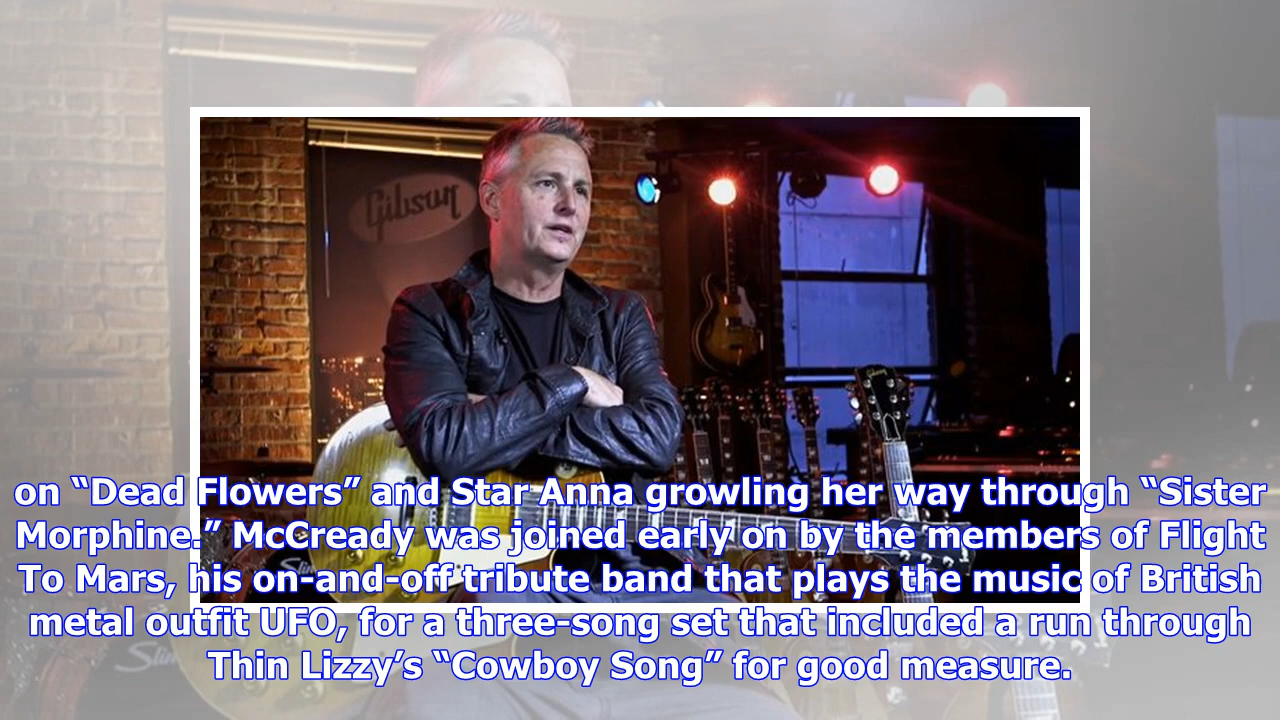 Gibson
Gibson
on “Dead Flowers” and Star Anna growling her way through “Sister
Morphine.” McCready was joined early on by the members of Flight
To Mars, his on-and-off tribute band that plays the music of British
metal outfit UFO, for a three-song set that included a run through
Thin Lizzy’s “Cowboy Song” for good measure.